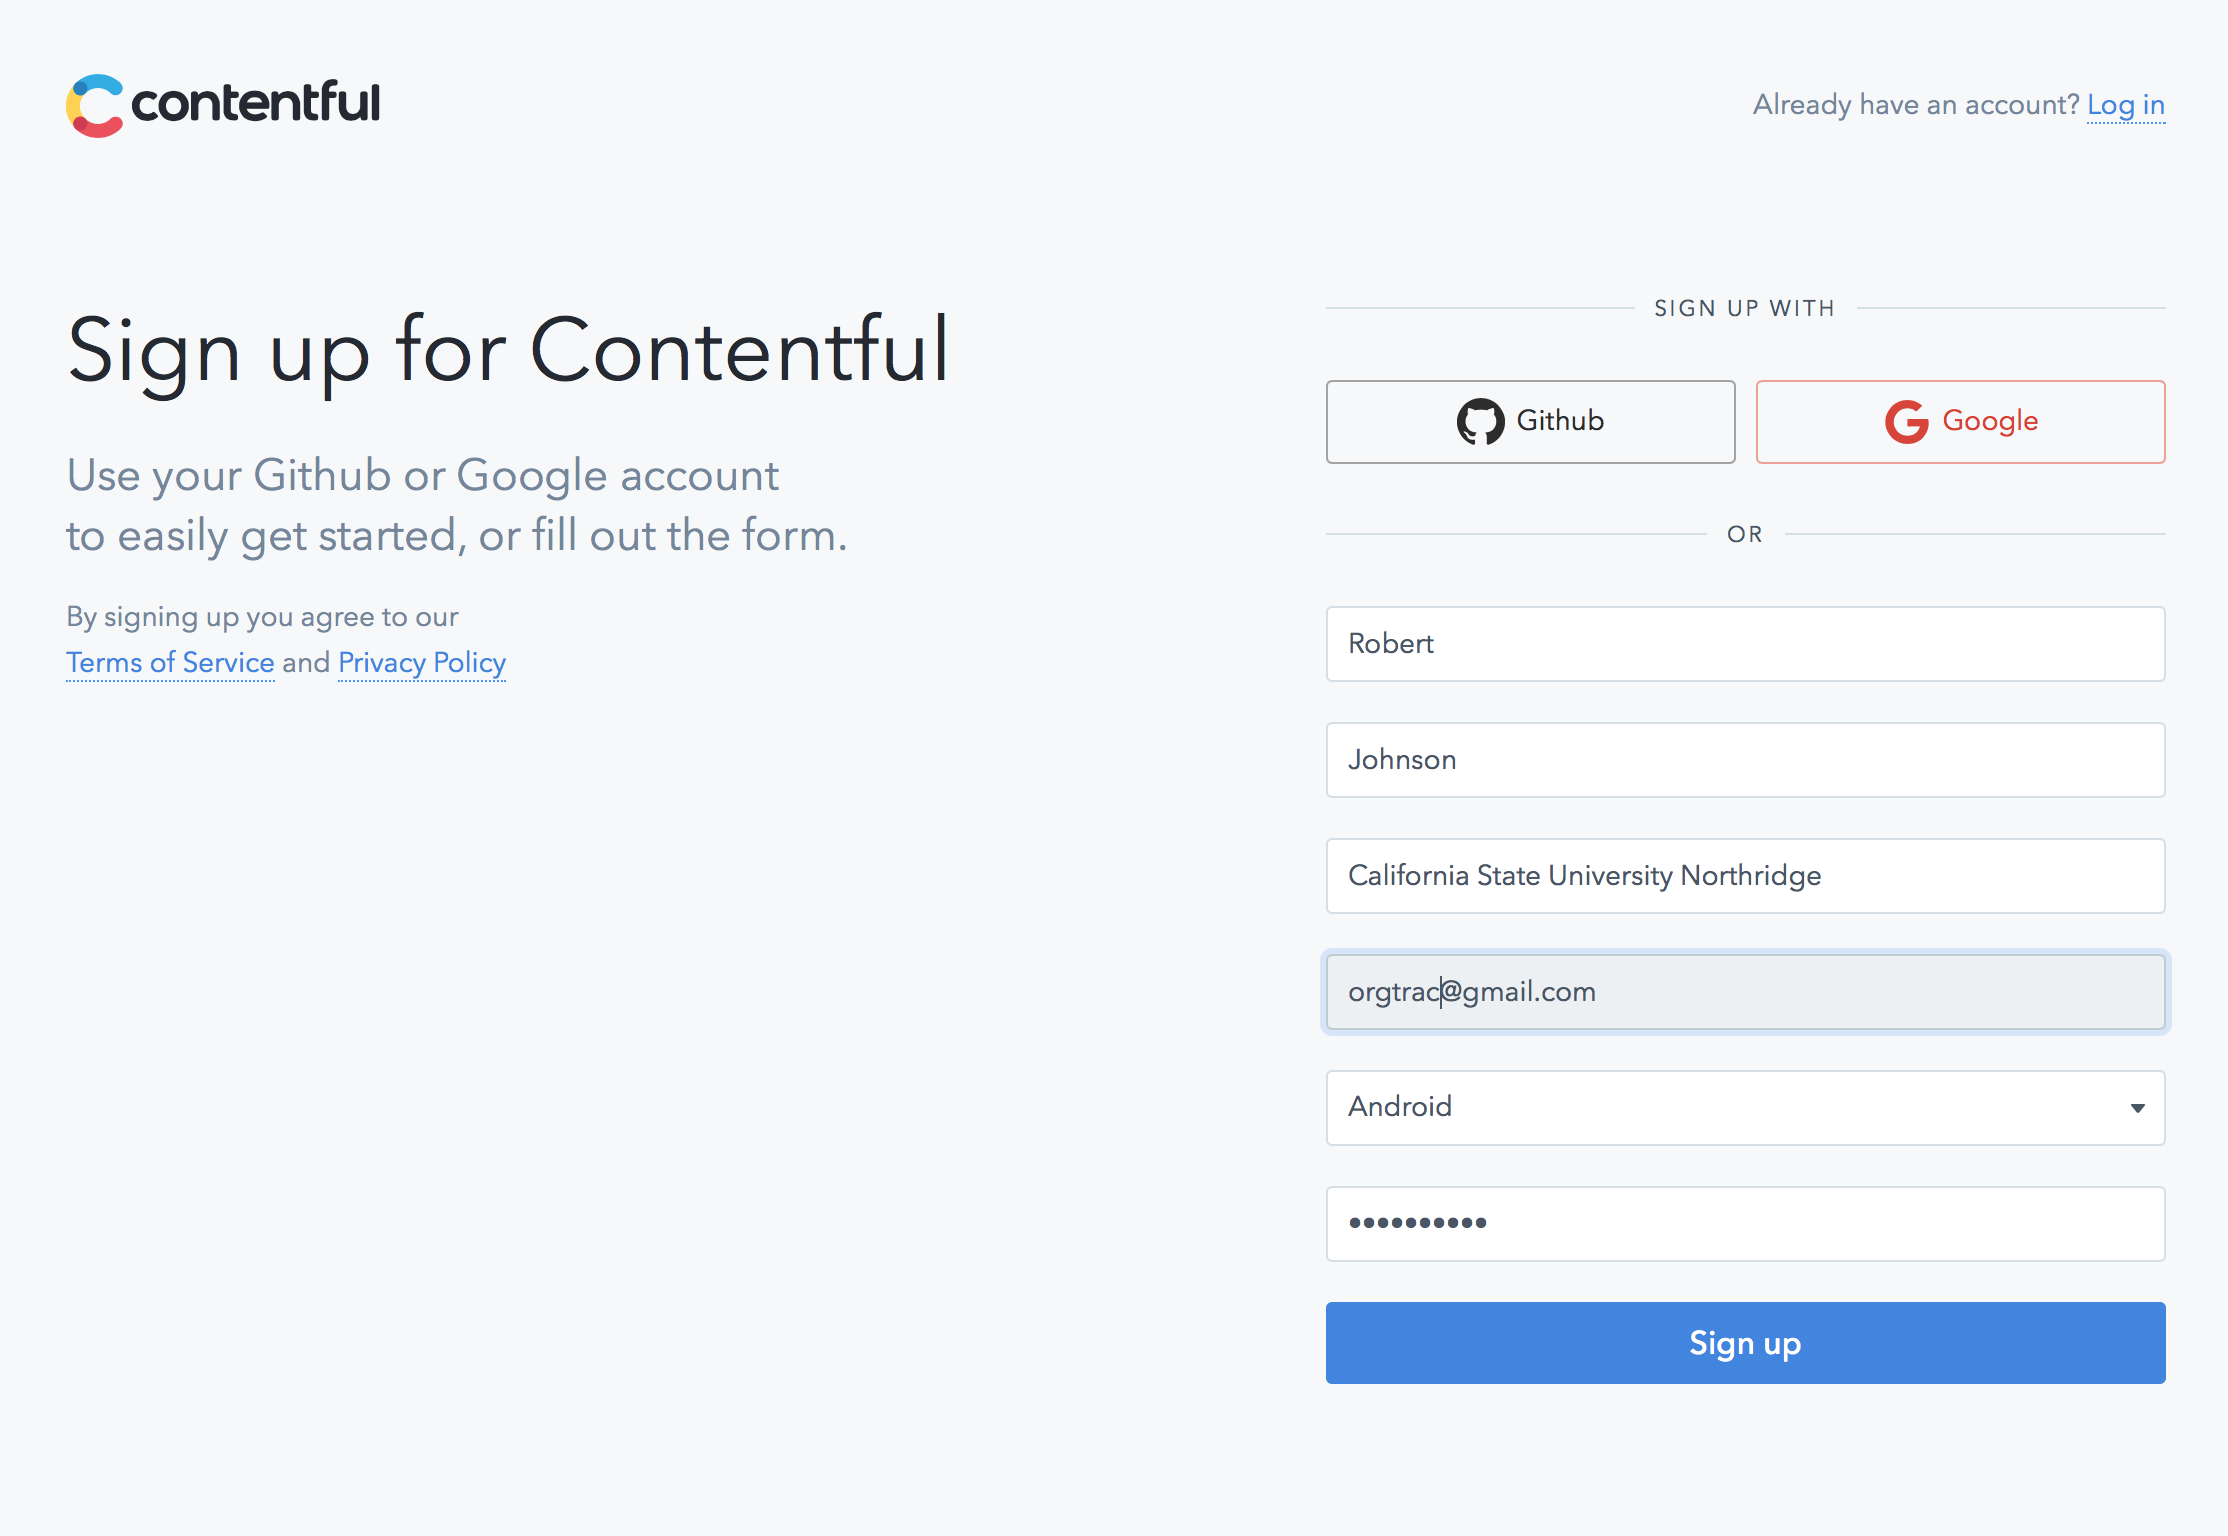 contentful
Already have an account? Log in
Sign up for Contentful
Use your Github or Google account
to easily get started, or fill out the form.
By signing up you agree to our
Terms of Service and Privacy Policy
SIGN UP WITH
Github
Google
OR
Robert
Johnson
California State University Northridge
orgtrac@gmail.com
Android
••••••••••
Sign up